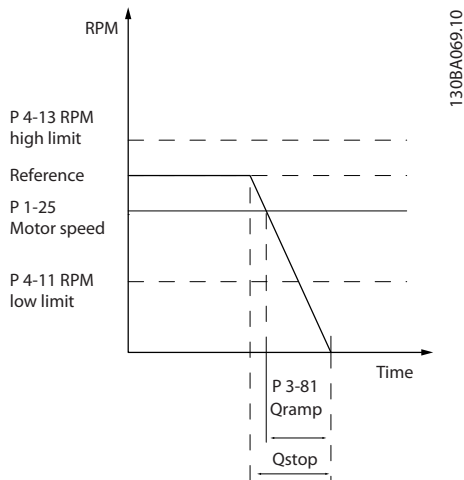 RPM
130BA069.10
P 4-13 RPM
high limit
Reference
P 1-25
Motor speed
P 4-11 RPM
low limit
Time
P 3-81
Qramp
Qstop